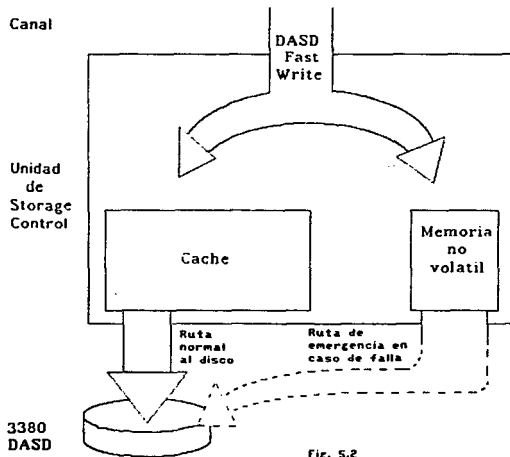 Canal
DASD
Fast
Write
Unidad
de
Storage
Control
Cache
Memoria
no
volatil
Ruta
normal
al disco
Ruta de
emergencia en
caso de falla
3380
DASD
Fig. 5.2